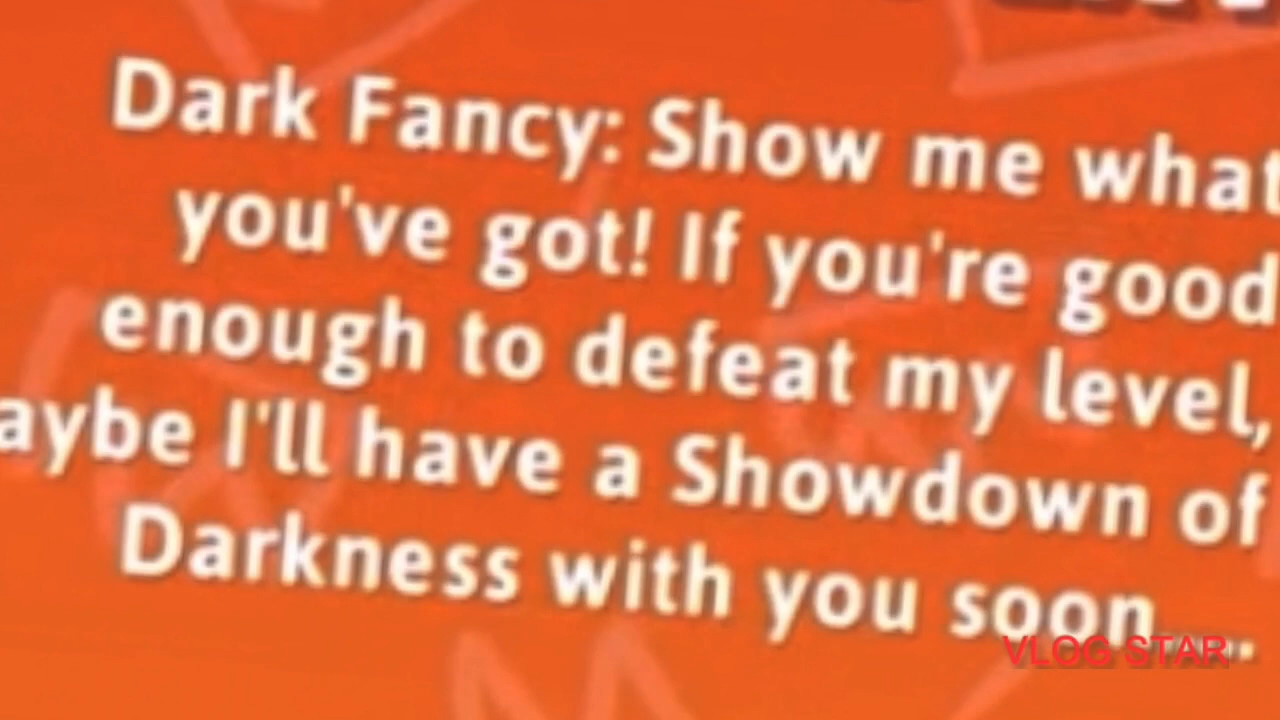 Dark Fancy: Show me what
you've got! If you're good
enough to defeat my level,
aybe I'll have a Showdown of
Darkness with you soon....
VLOG STAR